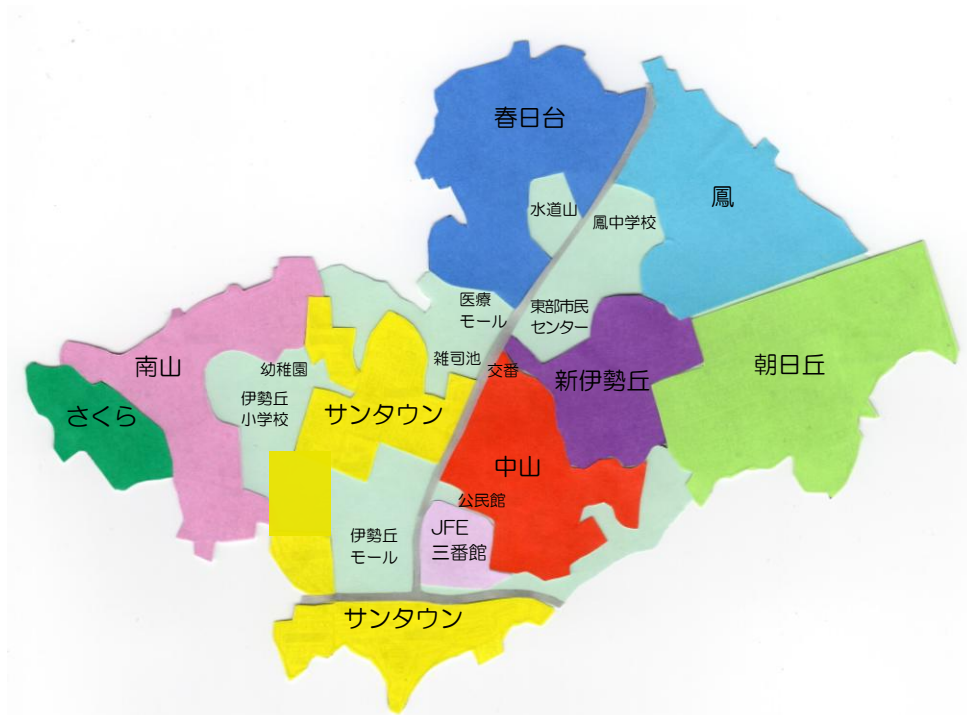 春日台
水道山
鳳
鳳中学校
医療
モール
東部市民
センター
雑司池
交番
南山
幼稚園
新伊勢丘
朝日丘
さくら
伊勢丘
小学校
サンタウン
中山
公民館
JFE
三番館
伊勢丘
モール
サンタウン